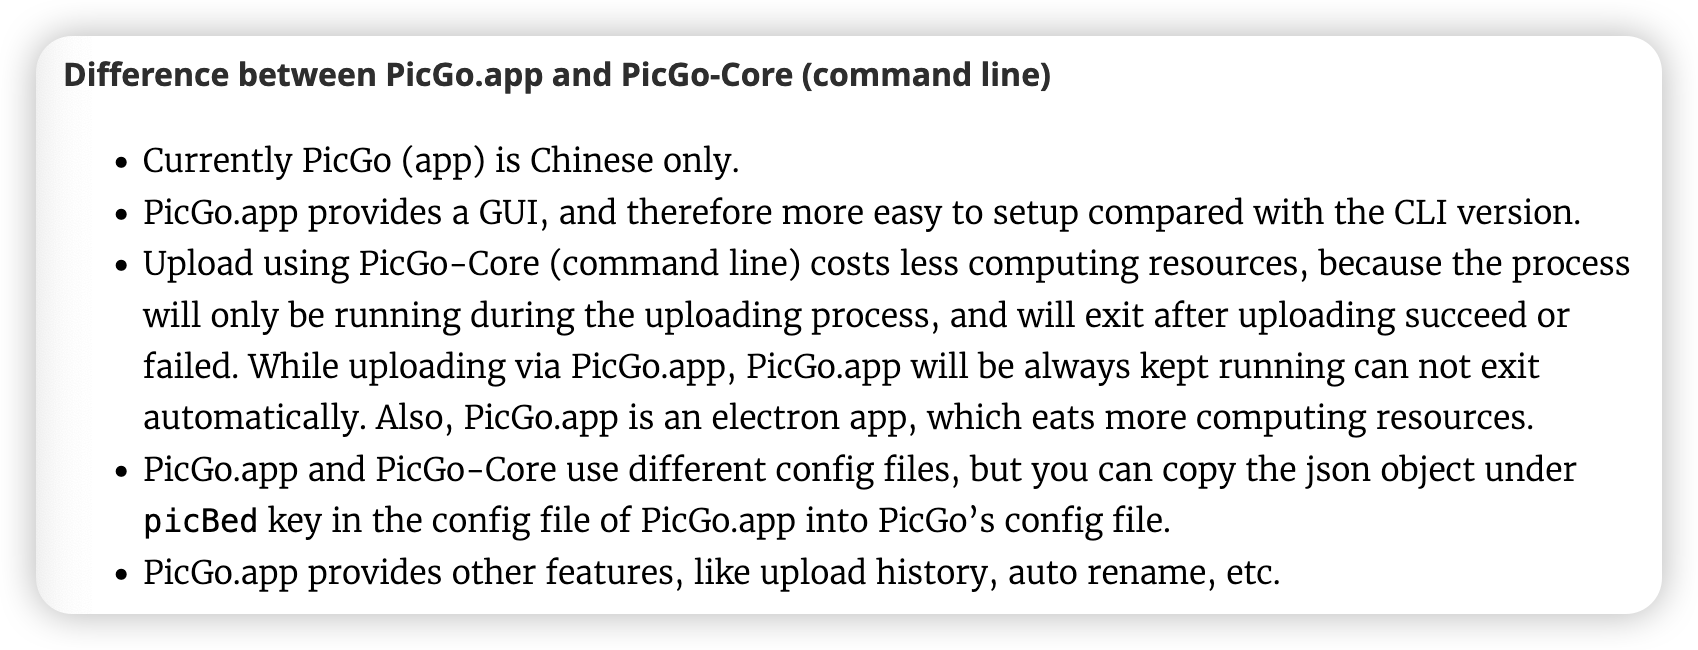 Difference between PicGo.app and PicGo-Core (command line)
• Currently PicGo (app) is Chinese only.
• PicGo.app provides a GUI, and therefore more easy to setup compared with the CLI version.
• Upload using PicGo-Core (command line) costs less computing resources, because the process
will only be running during the uploading process, and will exit after uploading succeed or
failed. While uploading via PicGo.app, PicGo.app will be always kept running can not exit
automatically. Also, PicGo.app is an electron app, which eats more computing resources.
• PicGo.app and PicGo-Core use different config files, but you can copy the json object under
picBed key in the config file of PicGo.app into PicGo’s config file.
• PicGo.app provides other features, like upload history, auto rename, etc.